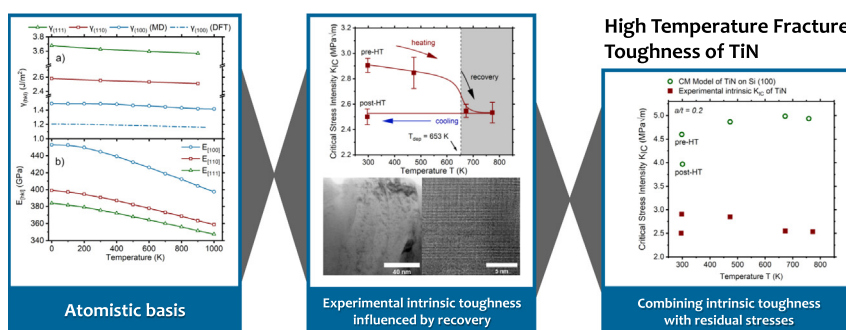 High Temperature Fracture
Toughness of TiN
γ(111) γ(110) γ(100) (MD) γ(100) (DFT)
a)
3.6
2.6
2.4
1.4
1.2
1.0
γ(hkl) (J/m²)
b)
E[100]
E[110]
E[111]
440
420
400
380
360
340
E[hkl] (GPa)
0 200 400 600 800 1000
Temperature (K)
Atomistic basis
Critical Stress Intensity KIC (MPa√m)
3.2
3.0
2.8
2.6
2.4
2.2
pre-HT
heating
recovery
post-HT
cooling
Tdep = 653 K
300 400 500 600 700 800
Temperature T (K)
40 nm
5 nm
Experimental intrinsic toughness
influenced by recovery
CM Model of TiN on Si (100)
Experimental intrinsic KIC of TiN
Critical Stress Intensity KIC (MPa√m)
5.0
4.5
4.0
3.5
3.0
2.5
2.0
a/t = 0.2
pre-HT
post-HT
300 400 500 600 700 800
Temperature T (K)
Combining intrinsic toughness
with residual stresses